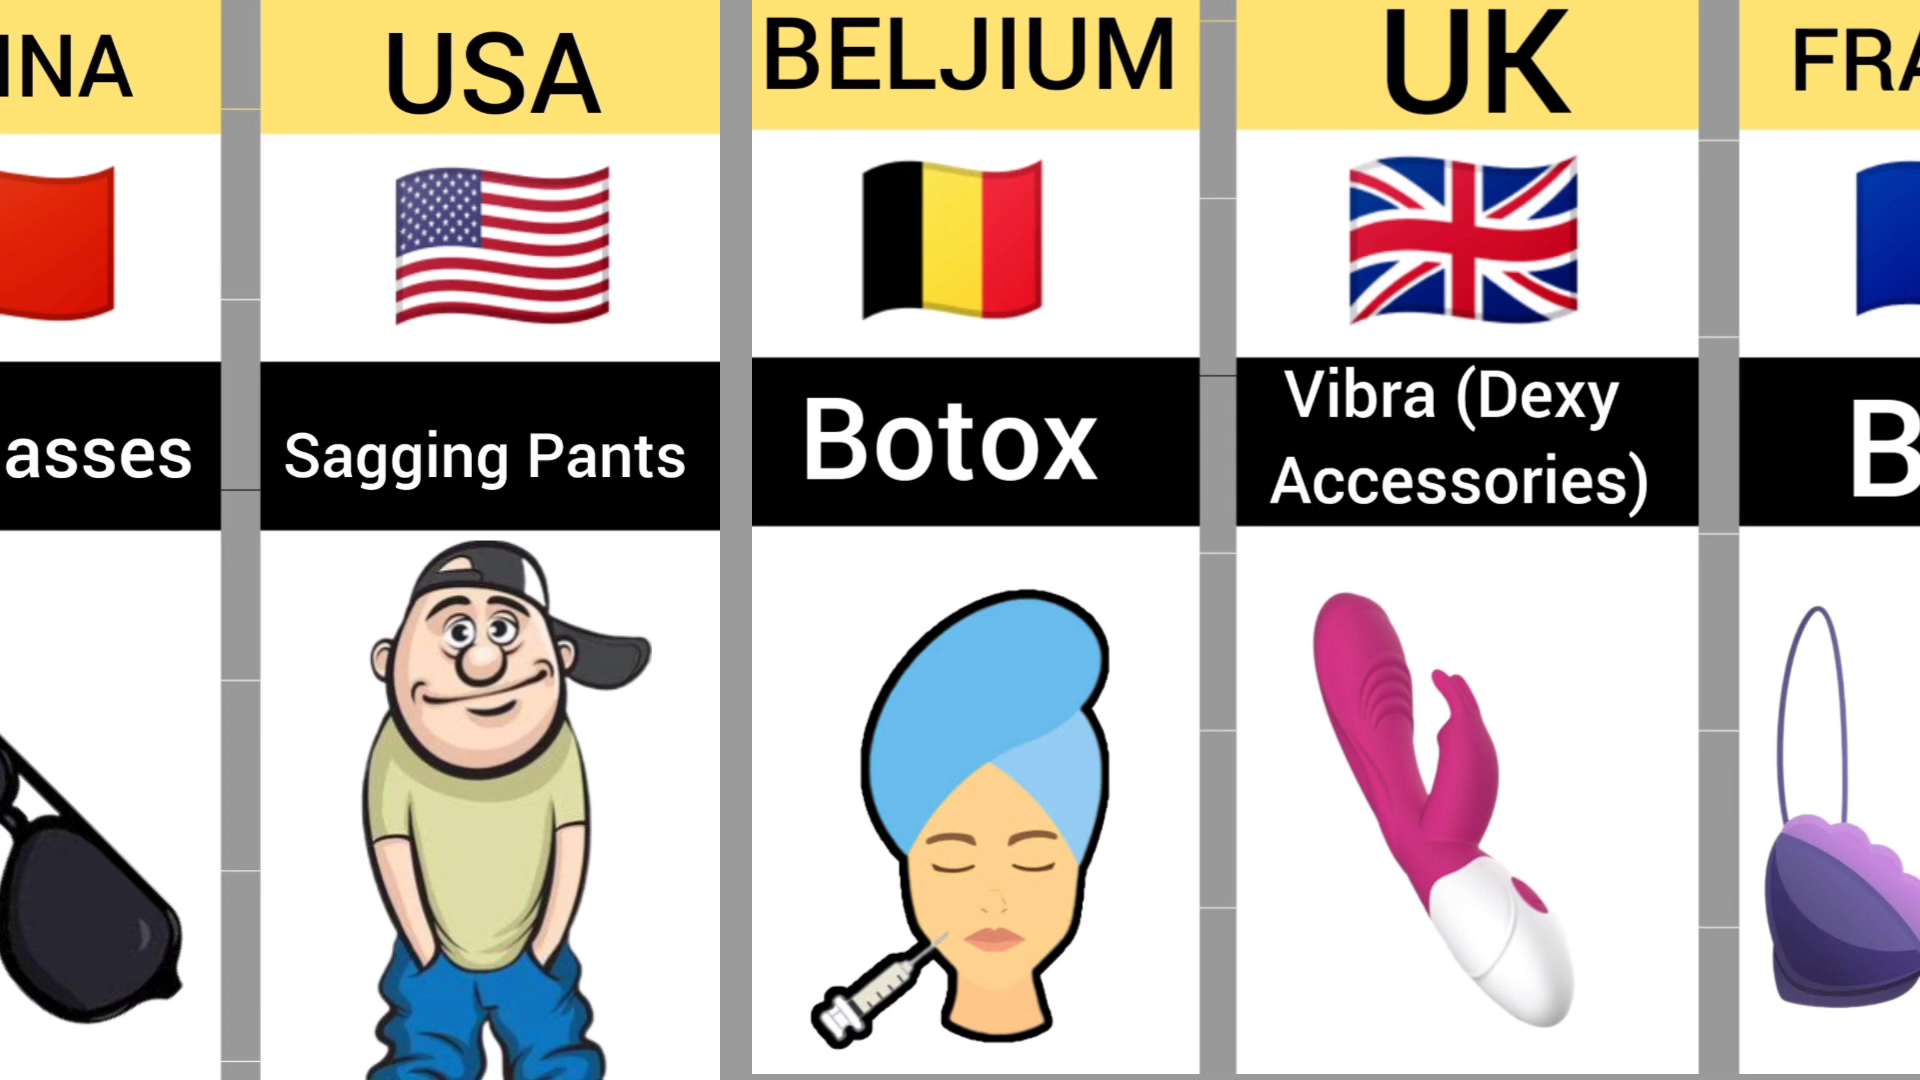 INA
USA
BELJIUM
UK
FRA
asses
Sagging Pants
Botox
Vibra (Dexy
Accessories)
B